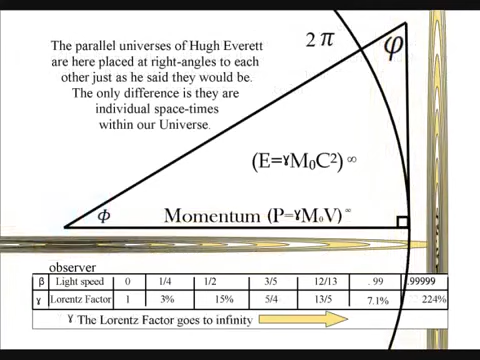 The parallel universes of Hugh Everett
are here placed at right-angles to each
other just as he said they would be.
The only difference is they are
individual space-times
within our Universe.
2 π
φ
(E=ɤM₀C²)∞
ϕ
Momentum (P=ɤM₀V)∞
observer
β Light speed 0 1/4 1/2 3/5 12/13 . 99 .99999
ɤ Lorentz Factor 1 3% 15% 5/4 13/5 7.1% 224%
ɤ The Lorentz Factor goes to infinity